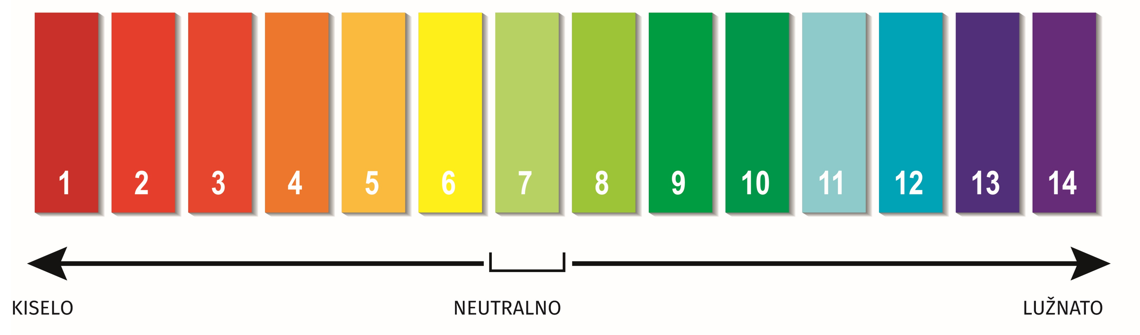 1 2 3 4 5 6 7 8 9 10 11 12 13 14
KISELO NEUTRALNO LUŽNATO